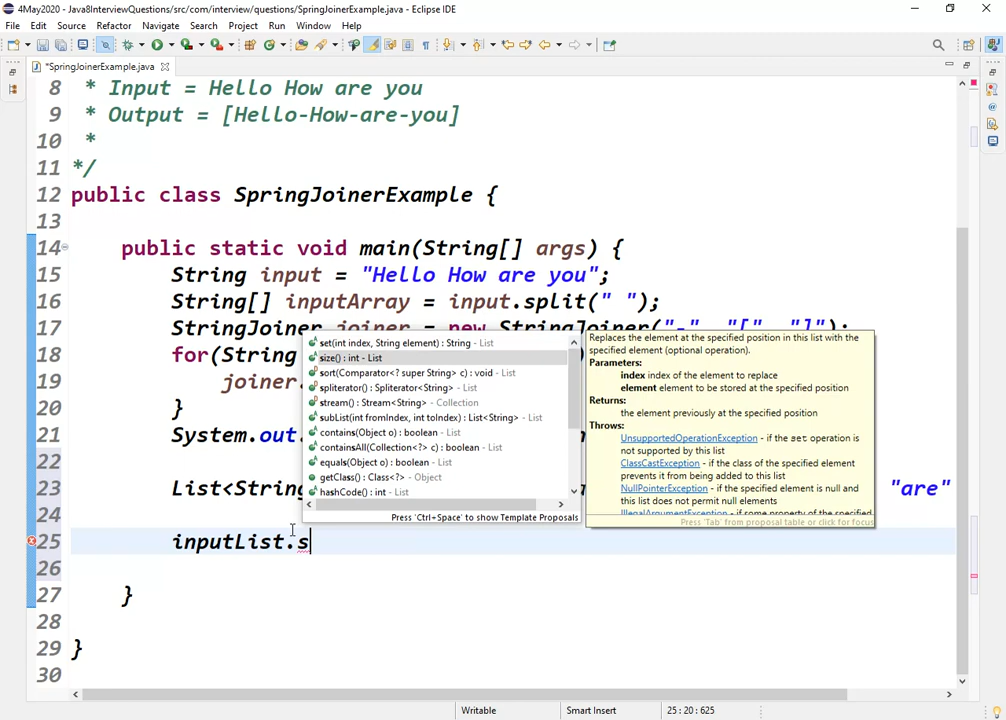 4May2020 - Java8InterviewQuestions/src/com/interview/questions/SpringJoinerExample.java - Eclipse IDE
File Edit Source Refactor Navigate Search Project Run Window Help
*SpringJoinerExample.java
8 * Input = Hello How are you
9 * Output = [Hello-How-are-you]
10 *
11 */
12 public class SpringJoinerExample {
13
14 public static void main(String[] args) {
15 String input = "Hello How are you";
16 String[] inputArray = input.split(" ");
17 StringJoiner joiner = new StringJoiner("-", "[", "]");
18 for(String
19 joiner.
20 }
21 System.out.
22
23 List<String "are"
24
25 inputList.s
26
27 }
28
29 }
30
set(int index, String element) : String - List
size() : int - List
sort(Comparator<? super String> c) : void - List
spliterator() : Spliterator<String> - List
stream() : Stream<String> - Collection
subList(int fromIndex, int toIndex) : List<String> - List
contains(Object o) : boolean - List
containsAll(Collection<?> c) : boolean - List
equals(Object o) : boolean - List
getClass() : Class<?> - Object
hashCode() : int - List
Press 'Ctrl+Space' to show Template Proposals
Replaces the element at the specified position in this list with the
specified element (optional operation).
Parameters:
index index of the element to replace
element element to be stored at the specified position
Returns:
the element previously at the specified position
Throws:
UnsupportedOperationException - if the set operation is
not supported by this list
ClassCastException - if the class of the specified element
prevents it from being added to this list
NullPointerException - if the specified element is null and
this list does not permit null elements
IllegalArgumentException - if some property of the specified
Press 'Tab' from proposal table or click for focus
Writable Smart Insert 25 : 20 : 625